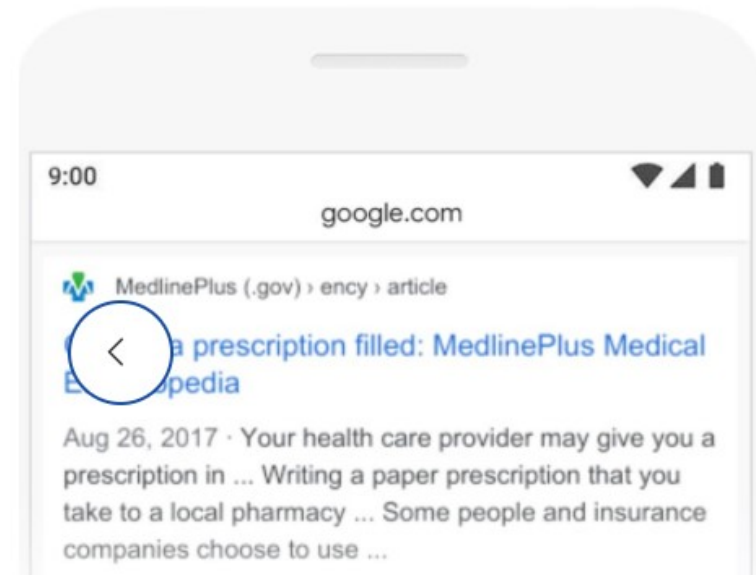 9:00
google.com
MedlinePlus (.gov) › ency › article
a prescription filled: MedlinePlus Medical
Aug 26, 2017 · Your health care provider may give you a
prescription in ... Writing a paper prescription that you
take to a local pharmacy ... Some people and insurance
companies choose to use ...